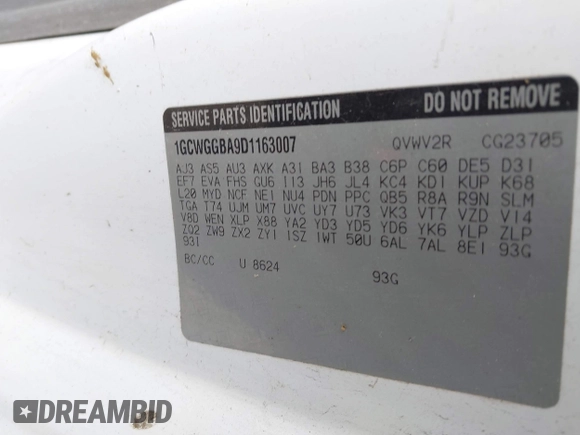 SERVICE PARTS IDENTIFICATION DO NOT REMOVE
1GCWGGBA9D1163007 QVWV2R CG23705
AJ3 AS5 AU3 AXK A31 BA3 B38 C6P C60 DE5 D31
EF7 EVA FHS GU6 I13 JH6 JL4 KC4 KD1 KUP K68
L20 MYD NCF NE1 NU4 PDN PPC QB5 R8A R9N SLM
TGA T74 UJM UM7 UVC UY7 U73 VK3 VT7 VZD V14
V8D WEN XLP X88 YA2 YD3 YD5 YD6 YK6 YLP ZLP
ZQ2 ZW9 ZX2 ZY1 1SZ 1WT 50U 6AL 7AL 8E1 93G
93I
BC/CC U 8624 93G
DREAMBID